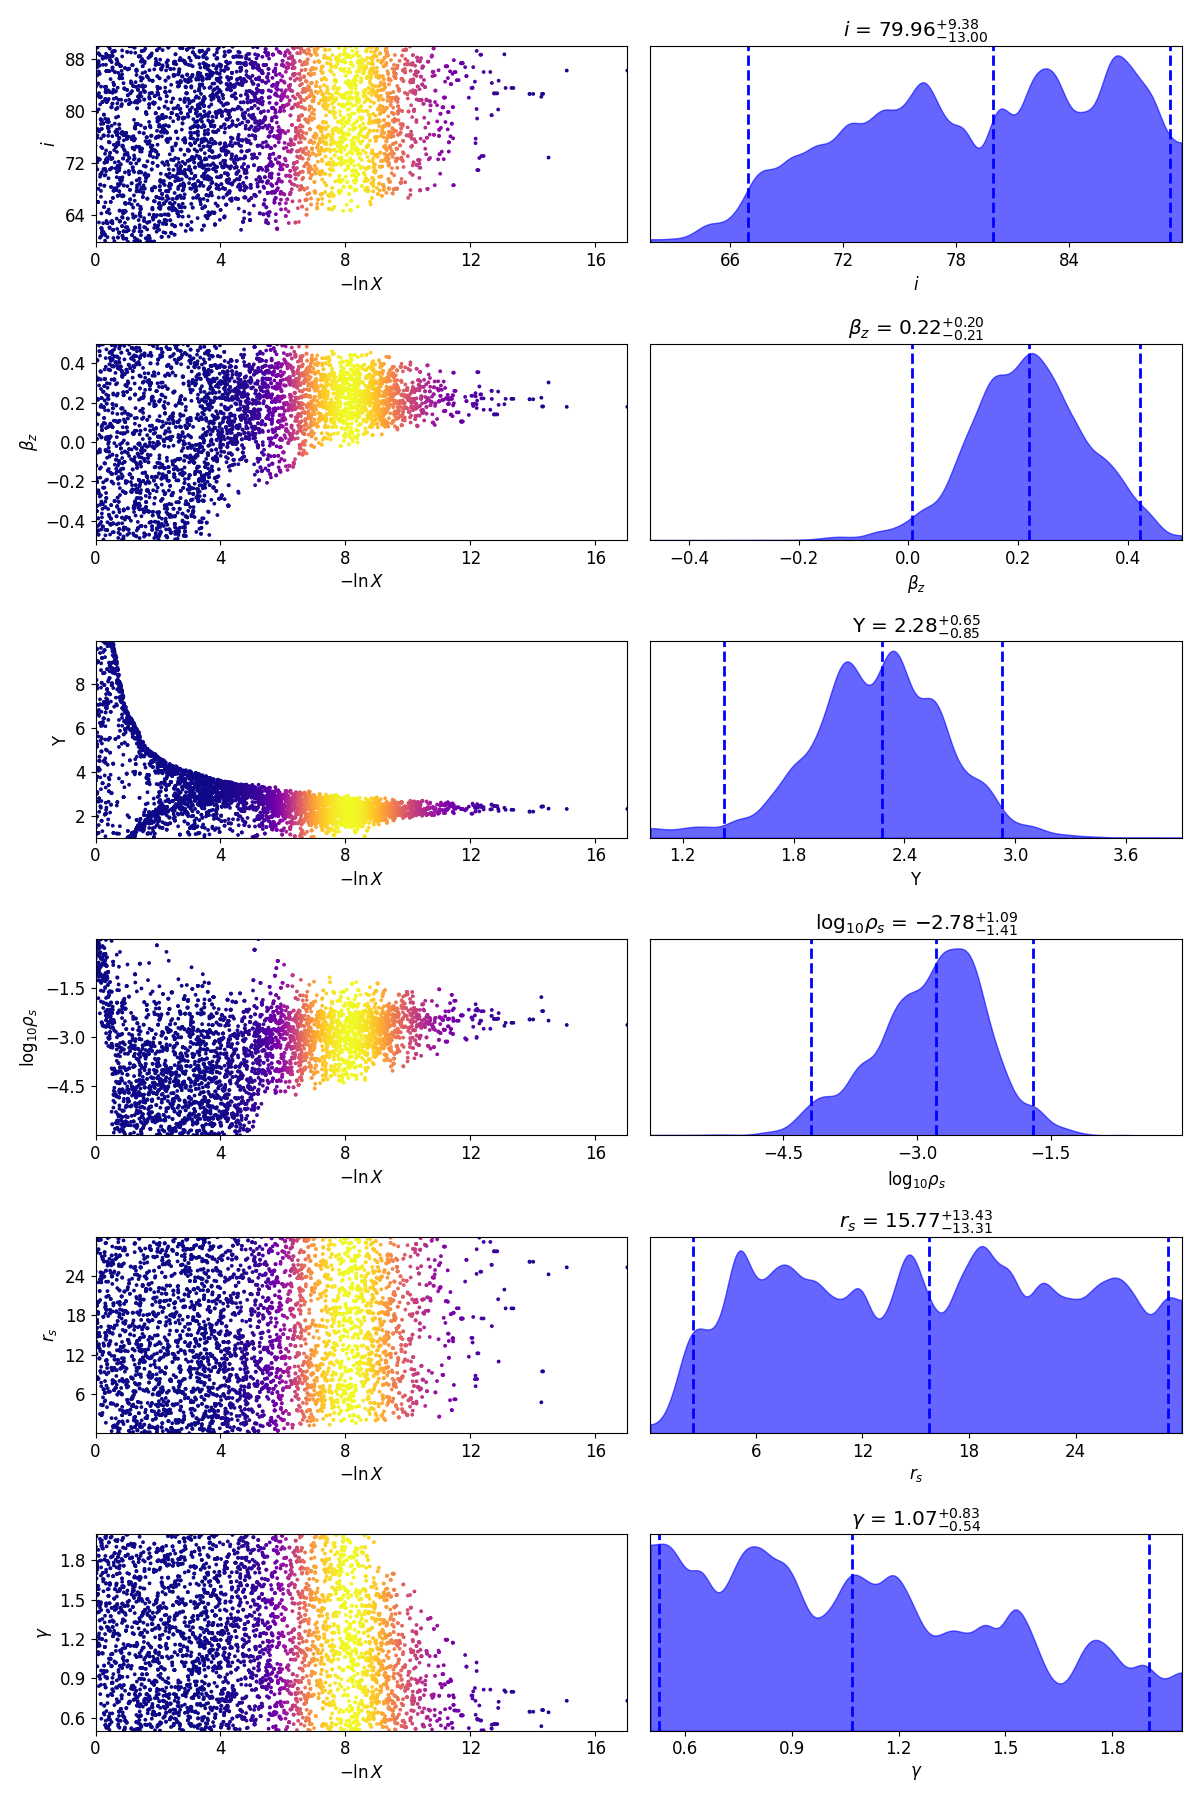 i = 79.96+9.38−13.00
88
80
72
64
i
0 4 8 12 16
−ln X
66 72 78 84
i
βz = 0.22+0.20−0.21
0.4
0.2
0.0
−0.2
−0.4
βz
0 4 8 12 16
−ln X
−0.4 −0.2 0.0 0.2 0.4
βz
Y = 2.28+0.65−0.85
8
6
4
2
Y
0 4 8 12 16
−ln X
1.2 1.8 2.4 3.0 3.6
Y
log10ρs = −2.78+1.09−1.41
−1.5
−3.0
−4.5
log10ρs
0 4 8 12 16
−ln X
−4.5 −3.0 −1.5
log10ρs
rs = 15.77+13.43−13.31
24
18
12
6
rs
0 4 8 12 16
−ln X
6 12 18 24
rs
γ = 1.07+0.83−0.54
1.8
1.5
1.2
0.9
0.6
γ
0 4 8 12 16
−ln X
0.6 0.9 1.2 1.5 1.8
γ